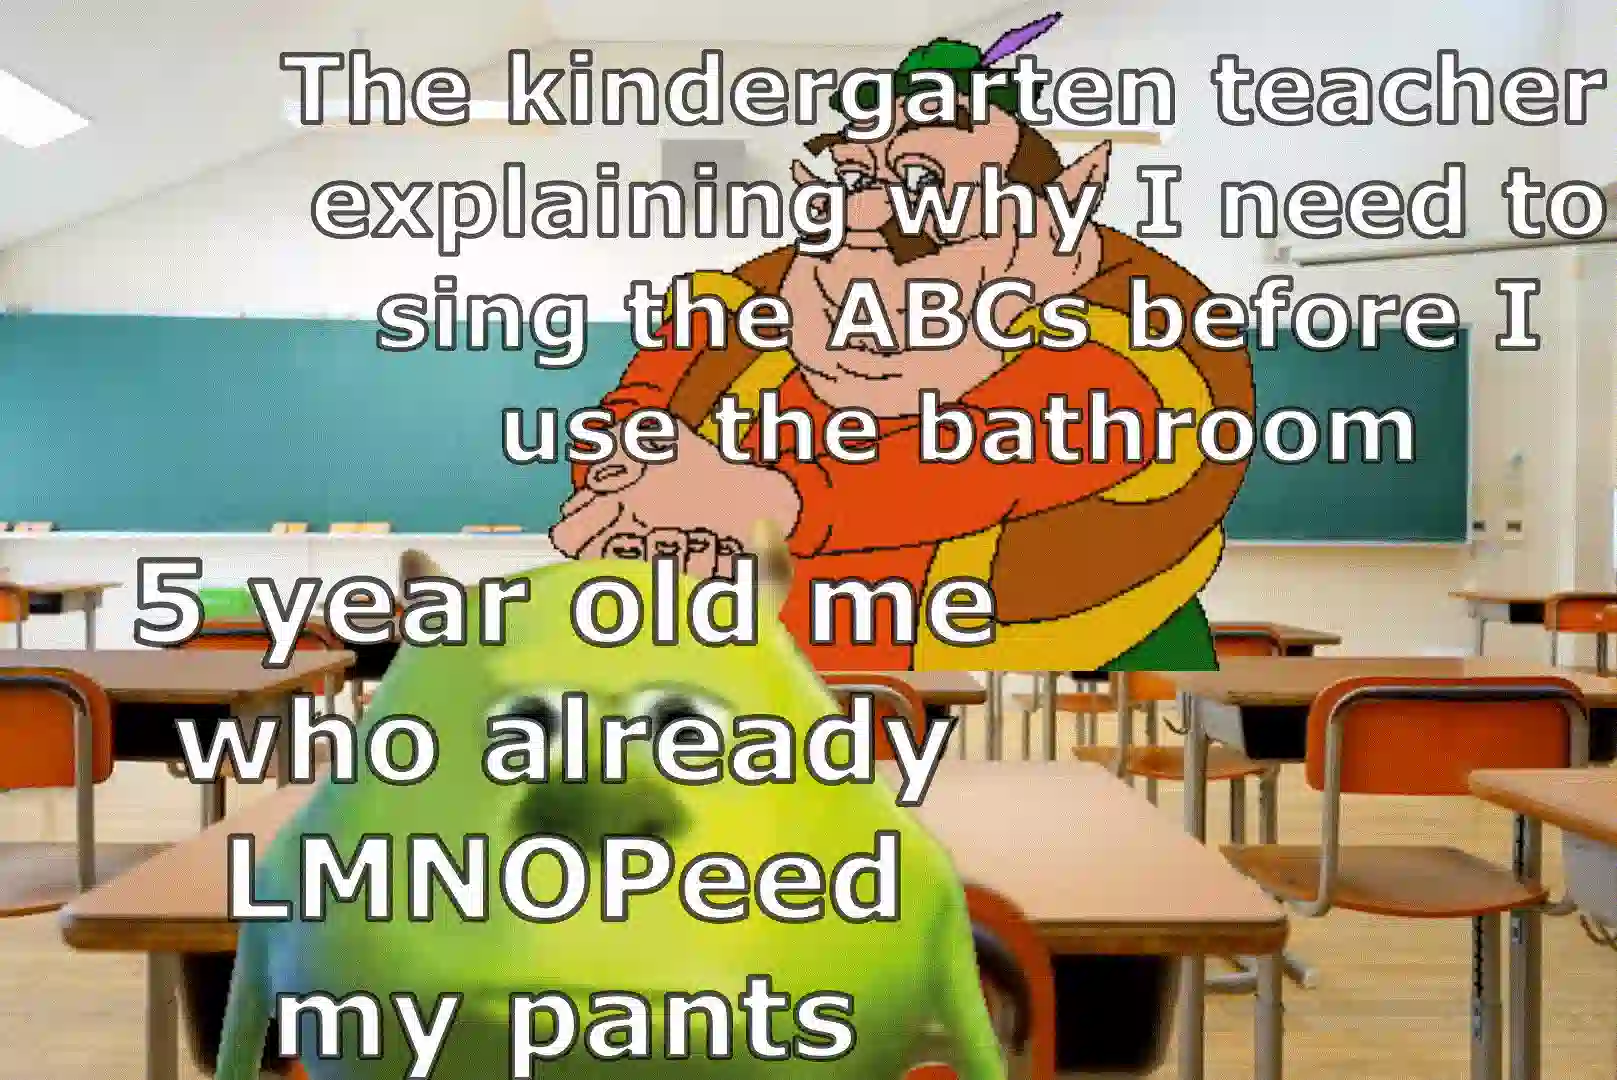 The kindergarten teacher
explaining why I need to
sing the ABCs before I
use the bathroom
5 year old me
who already
LMNOPeed
my pants